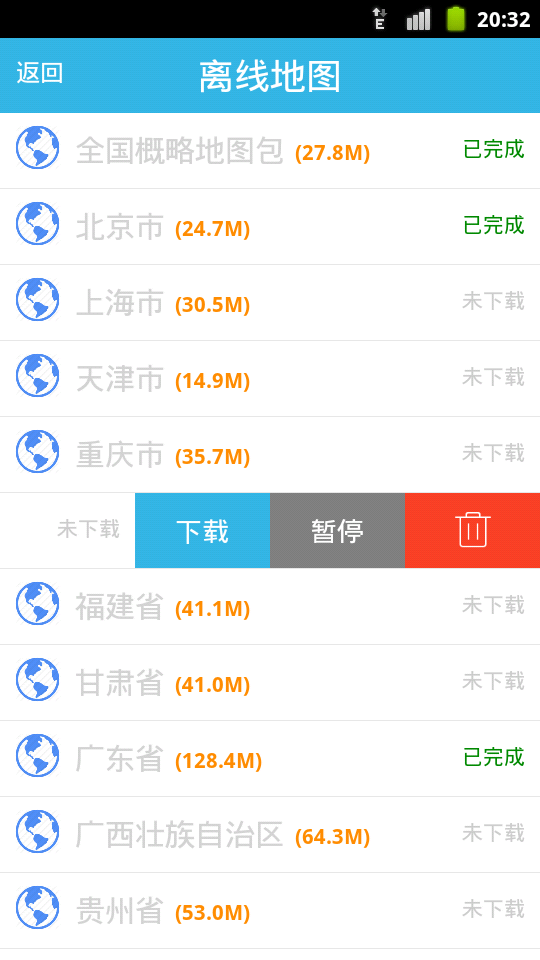 20:32
返回 离线地图
全国概略地图包 (27.8M) 已完成
北京市 (24.7M) 已完成
上海市 (30.5M) 未下载
天津市 (14.9M) 未下载
重庆市 (35.7M) 未下载
未下载 下载 暂停
福建省 (41.1M) 未下载
甘肃省 (41.0M) 未下载
广东省 (128.4M) 已完成
广西壮族自治区 (64.3M) 未下载
贵州省 (53.0M) 未下载